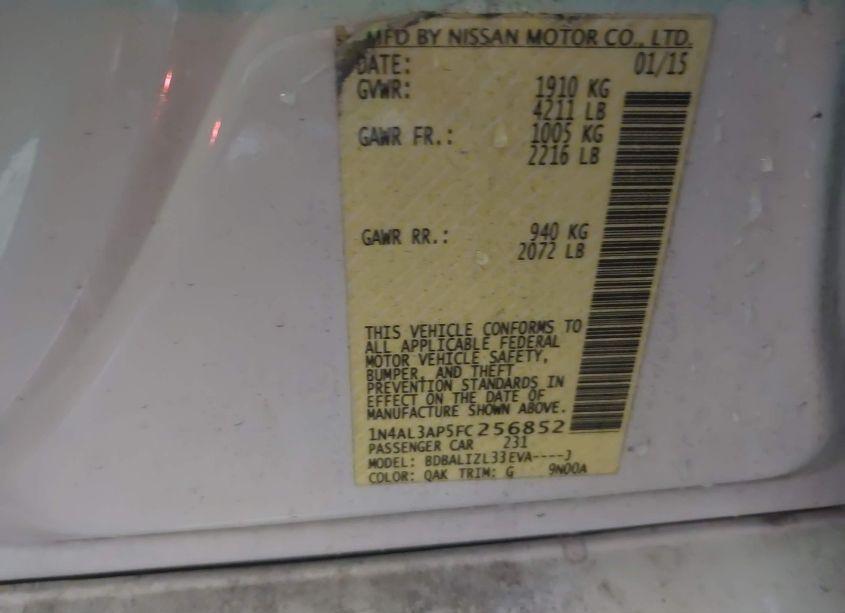 MFD BY NISSAN MOTOR CO., LTD.
DATE: 01/15
GVWR: 1910 KG
4211 LB
GAWR FR.: 1005 KG
2216 LB
GAWR RR.: 940 KG
2072 LB
THIS VEHICLE CONFORMS TO
ALL APPLICABLE FEDERAL
MOTOR VEHICLE SAFETY,
BUMPER, AND THEFT
PREVENTION STANDARDS IN
EFFECT ON THE DATE OF
MANUFACTURE SHOWN ABOVE.
1N4AL3AP5FC256852
PASSENGER CAR 231
MODEL: BDBALIZL33EVA----J
COLOR: QAK TRIM: G 9N00A